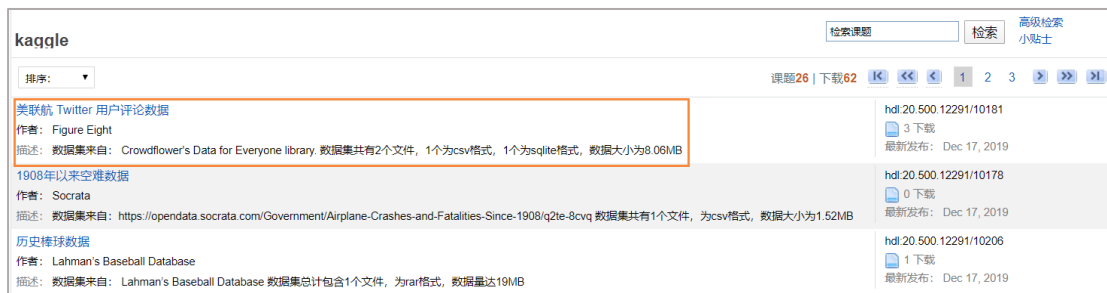 kaggle
检索课题
检索
高级检索
小贴士
排序:
课题26 | 下载62
1 2 3
美联航 Twitter 用户评论数据
作者: Figure Eight
描述: 数据集来自: Crowdflower's Data for Everyone library. 数据集共有2个文件，1个为csv格式，1个为sqlite格式，数据大小为8.06MB
hdl:20.500.12291/10181
3 下载
最新发布: Dec 17, 2019
1908年以来空难数据
作者: Socrata
描述: 数据集来自：https://opendata.socrata.com/Government/Airplane-Crashes-and-Fatalities-Since-1908/q2te-8cvq 数据集共有1个文件，为csv格式，数据大小为1.52MB
hdl:20.500.12291/10178
0 下载
最新发布: Dec 17, 2019
历史棒球数据
作者: Lahman's Baseball Database
描述: 数据集来自： Lahman's Baseball Database 数据集总计包含1个文件，为rar格式，数据量达19MB
hdl:20.500.12291/10206
1 下载
最新发布: Dec 17, 2019